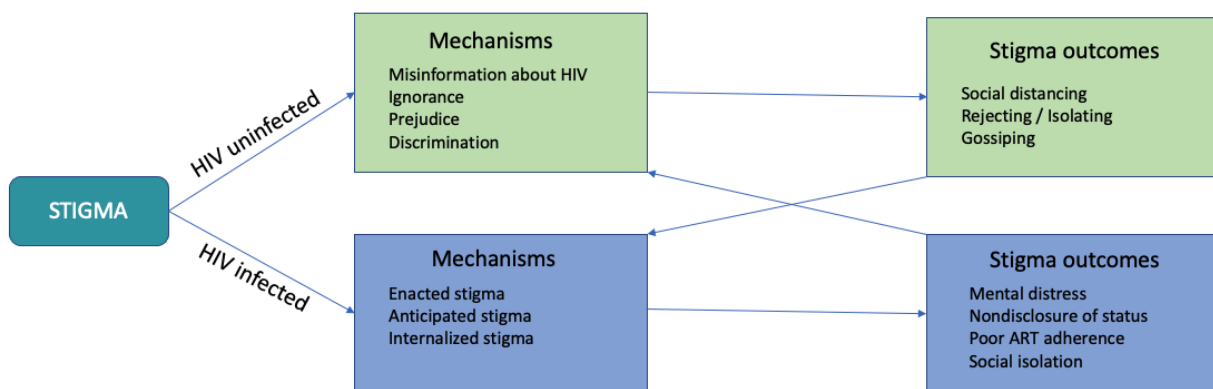 STIGMA
HIV uninfected
HIV infected
Mechanisms
Misinformation about HIV
Ignorance
Prejudice
Discrimination
Stigma outcomes
Social distancing
Rejecting / Isolating
Gossiping
Mechanisms
Enacted stigma
Anticipated stigma
Internalized stigma
Stigma outcomes
Mental distress
Nondisclosure of status
Poor ART adherence
Social isolation